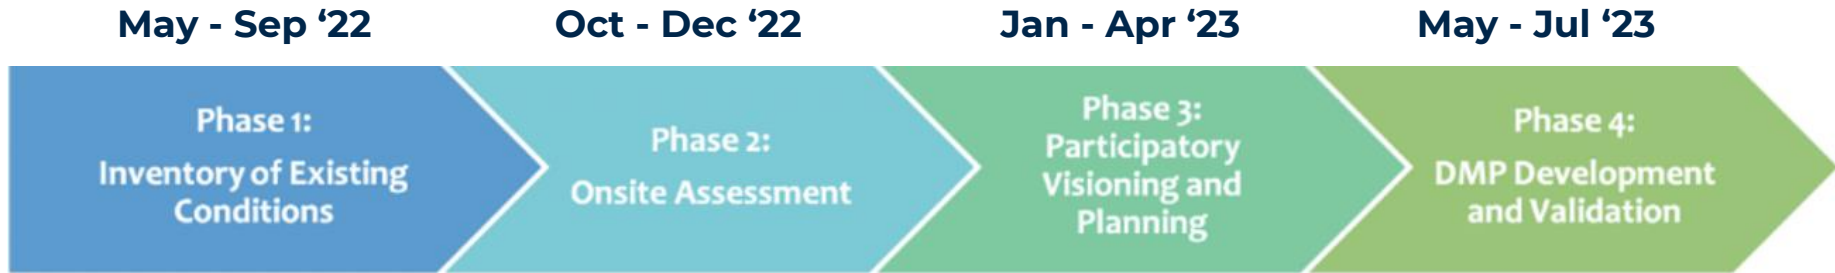 May - Sep ‘22
Oct - Dec ‘22
Jan - Apr ‘23
May - Jul ‘23
Phase 1:
Inventory of Existing
Conditions
Phase 2:
Onsite Assessment
Phase 3:
Participatory
Visioning and
Planning
Phase 4:
DMP Development
and Validation